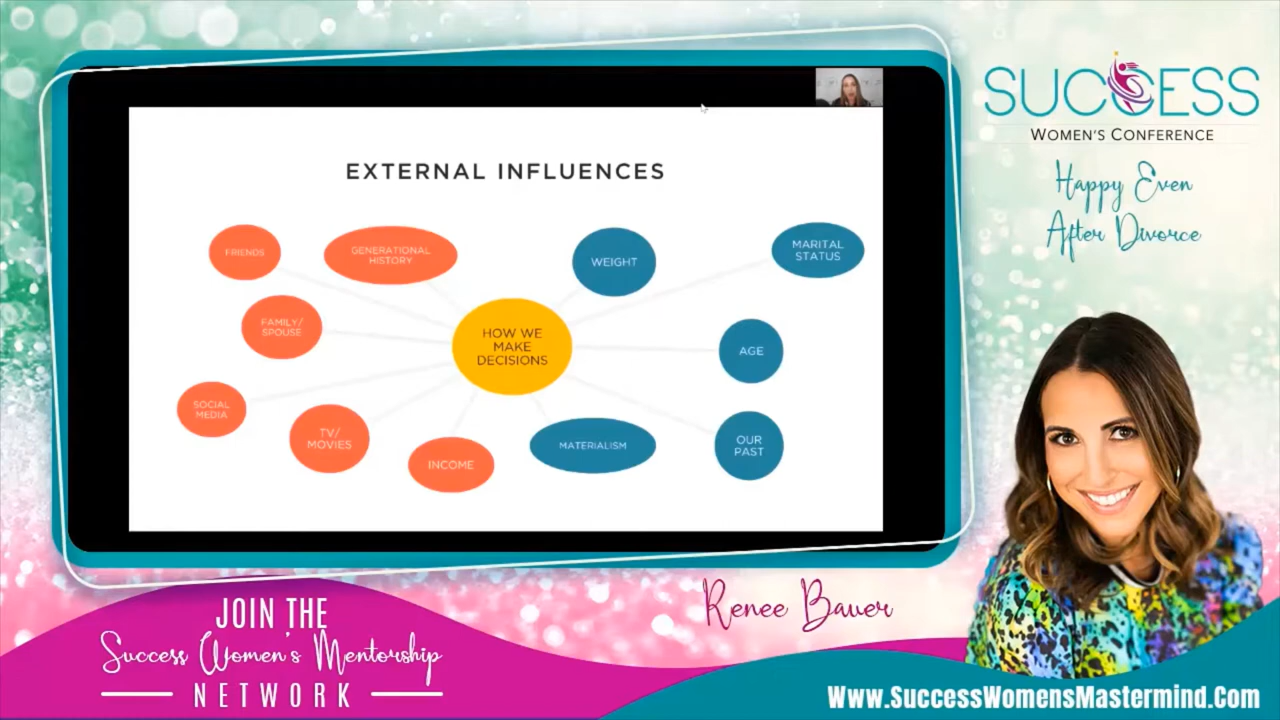 EXTERNAL INFLUENCES
FRIENDS
GENERATIONAL
HISTORY
WEIGHT
MARITAL
STATUS
FAMILY/
SPOUSE
HOW WE
MAKE
DECISIONS
AGE
SOCIAL
MEDIA
TV/
MOVIES
INCOME
MATERIALISM
OUR
PAST
SUCCESS
WOMEN'S CONFERENCE
Happy Even
After Divorce
Renee Bauer
JOIN THE
Success Women's Mentorship
NETWORK
Www.SuccessWomensMastermind.Com